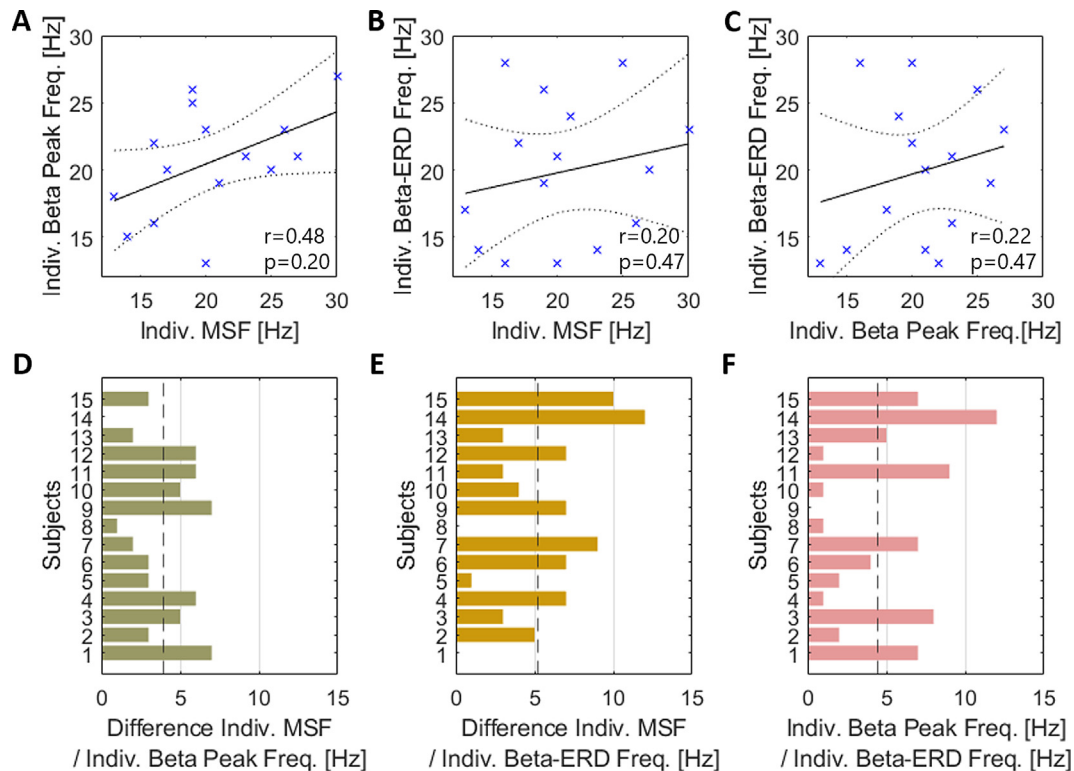 A
Indiv. Beta Peak Freq. [Hz]
30
25
20
15
r=0.48
p=0.20
15 20 25 30
Indiv. MSF [Hz]
B
Indiv. Beta-ERD Freq. [Hz]
30
25
20
15
r=0.20
p=0.47
15 20 25 30
Indiv. MSF [Hz]
C
Indiv. Beta-ERD Freq. [Hz]
30
25
20
15
r=0.22
p=0.47
15 20 25 30
Indiv. Beta Peak Freq.[Hz]
D
Subjects
15
14
13
12
11
10
9
8
7
6
5
4
3
2
1
0 5 10 15
Difference Indiv. MSF
/ Indiv. Beta Peak Freq. [Hz]
E
Subjects
15
14
13
12
11
10
9
8
7
6
5
4
3
2
1
0 5 10 15
Difference Indiv. MSF
/ Indiv. Beta-ERD Freq. [Hz]
F
Subjects
15
14
13
12
11
10
9
8
7
6
5
4
3
2
1
0 5 10 15
Indiv. Beta Peak Freq. [Hz]
/ Indiv. Beta-ERD Freq. [Hz]